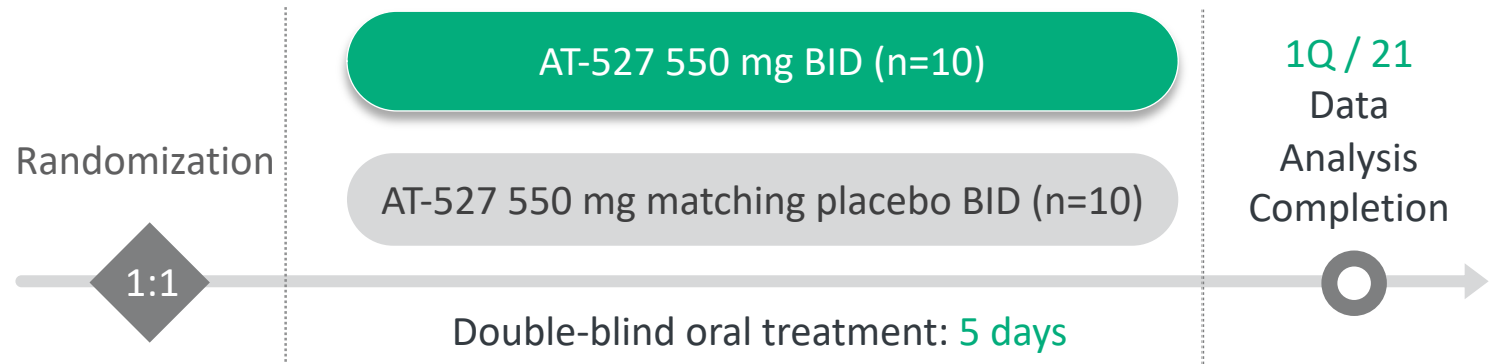 Randomization
1:1
AT-527 550 mg BID (n=10)
AT-527 550 mg matching placebo BID (n=10)
Double-blind oral treatment: 5 days
1Q / 21
Data
Analysis
Completion